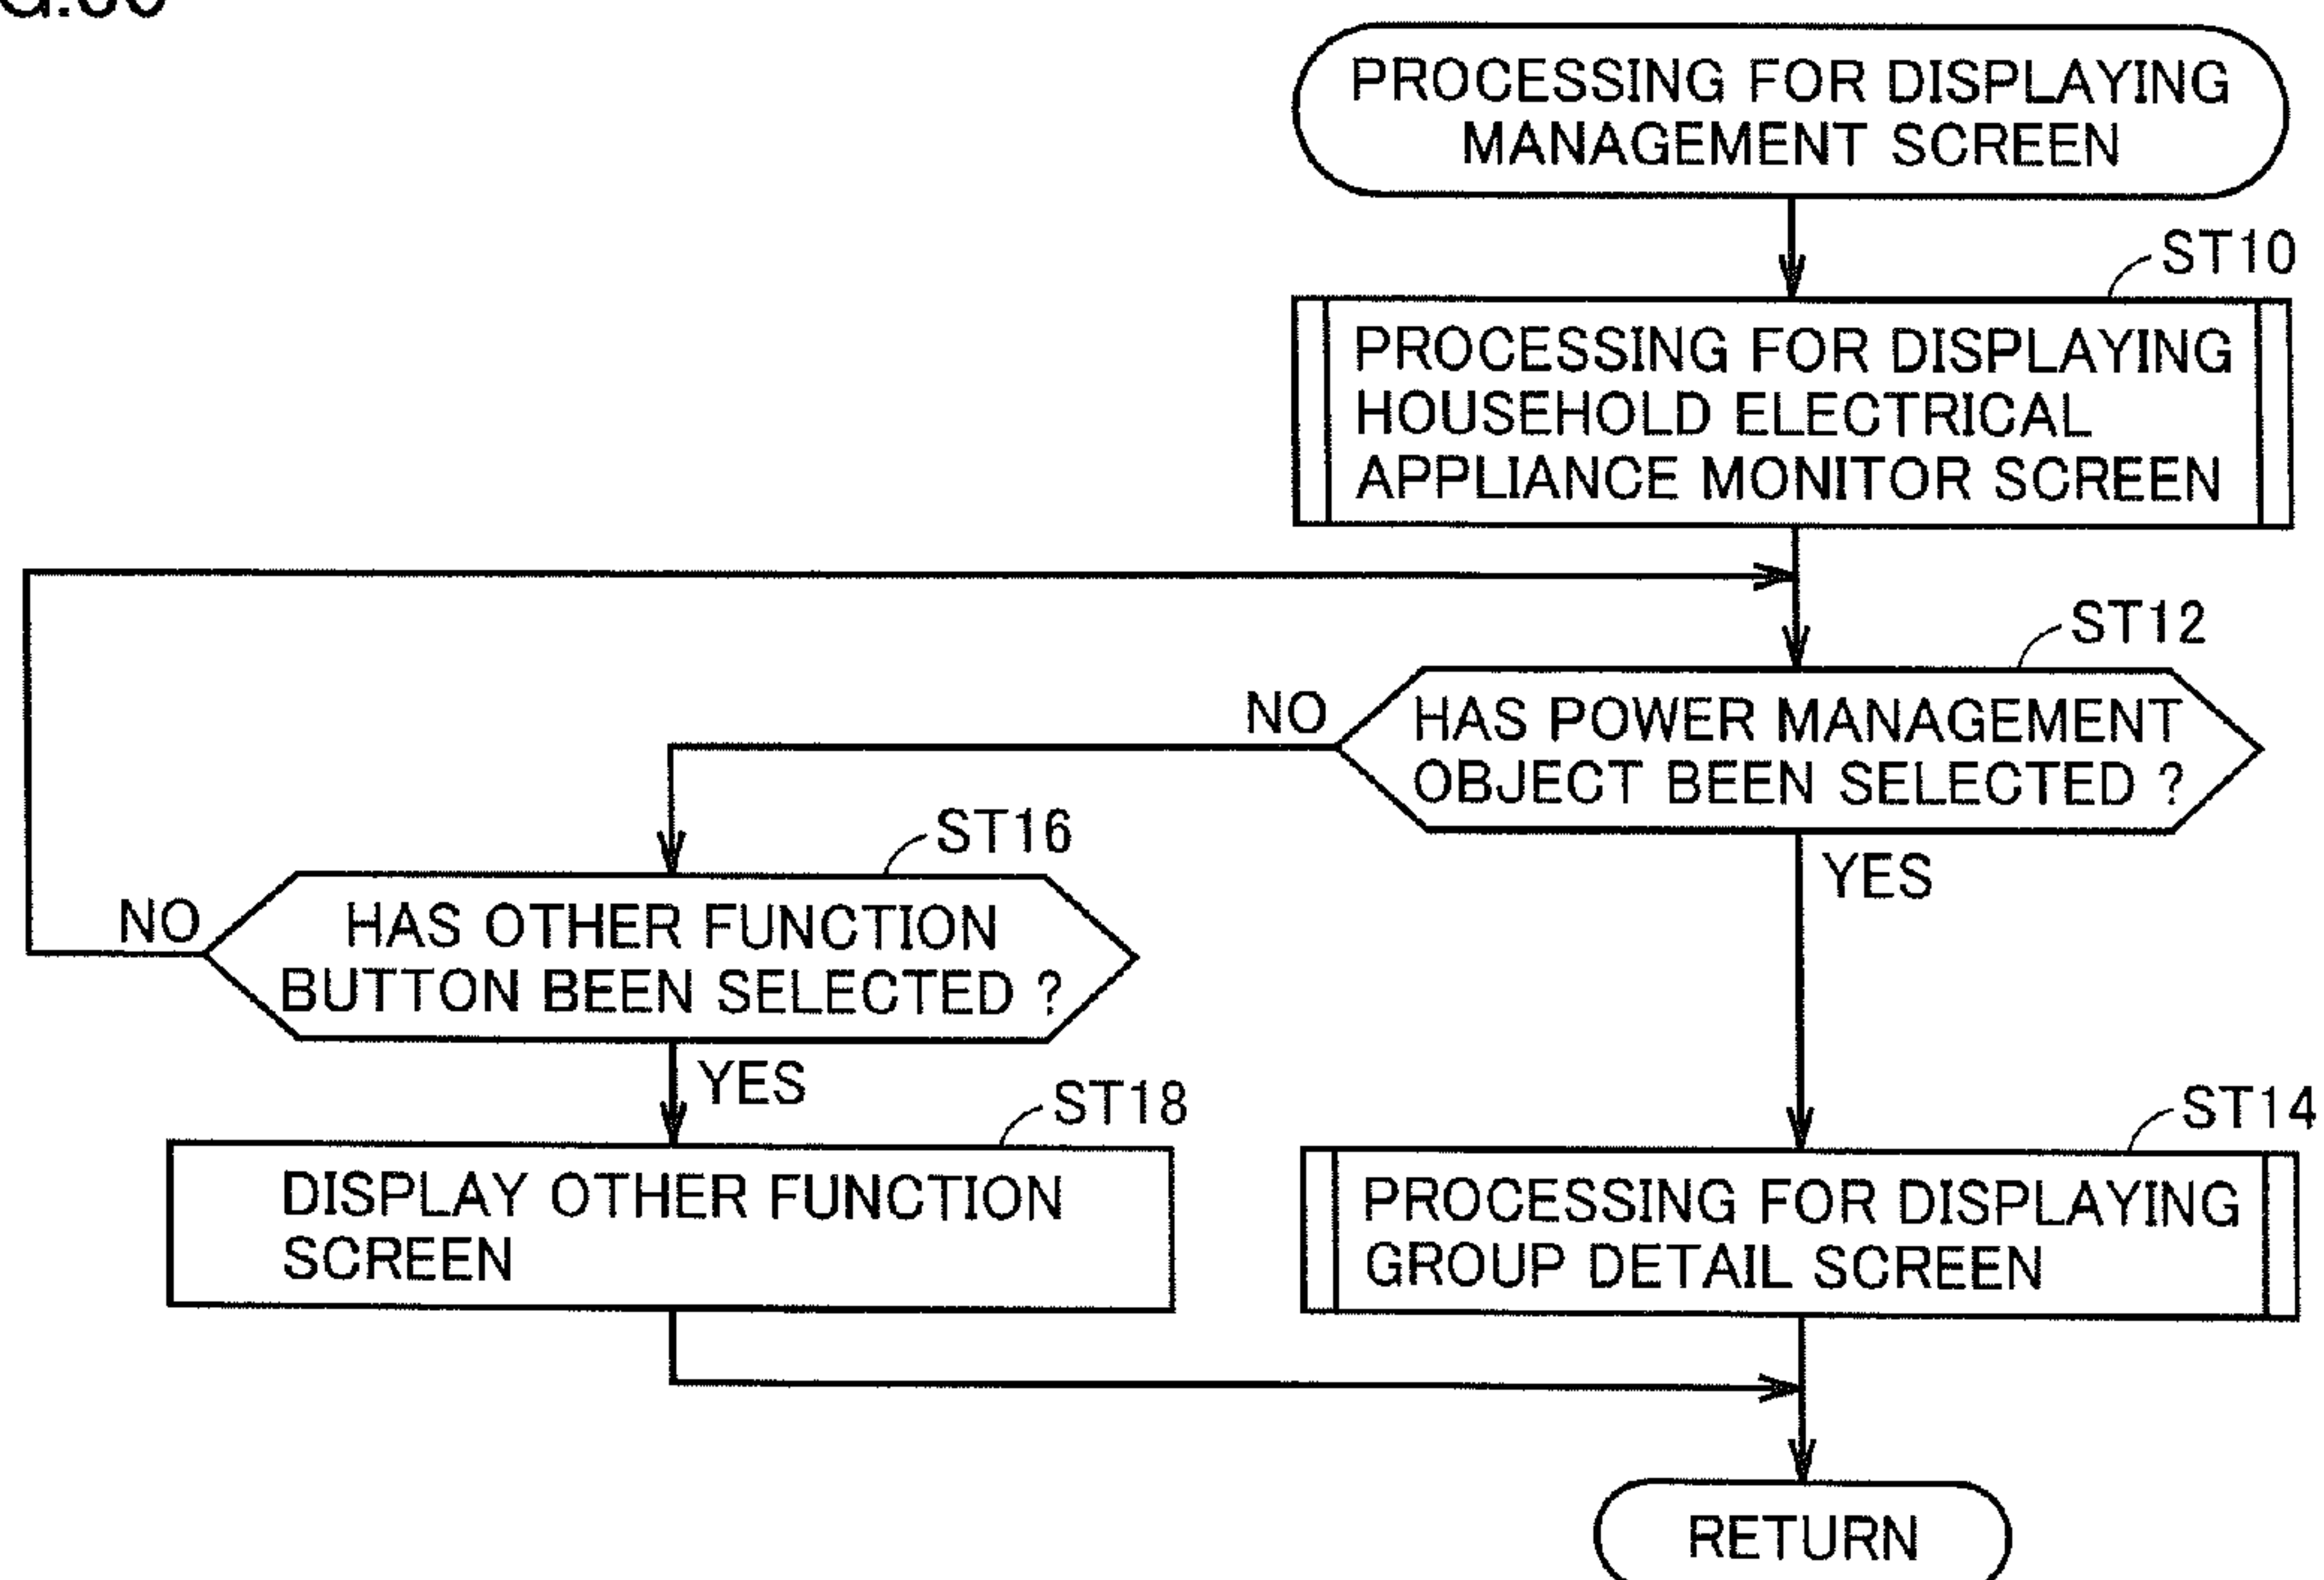 PROCESSING FOR DISPLAYING
MANAGEMENT SCREEN
ST10
PROCESSING FOR DISPLAYING
HOUSEHOLD ELECTRICAL
APPLIANCE MONITOR SCREEN
ST12
NO
HAS POWER MANAGEMENT
OBJECT BEEN SELECTED ?
YES
ST16
NO
HAS OTHER FUNCTION
BUTTON BEEN SELECTED ?
YES
ST18
DISPLAY OTHER FUNCTION
SCREEN
ST14
PROCESSING FOR DISPLAYING
GROUP DETAIL SCREEN
RETURN